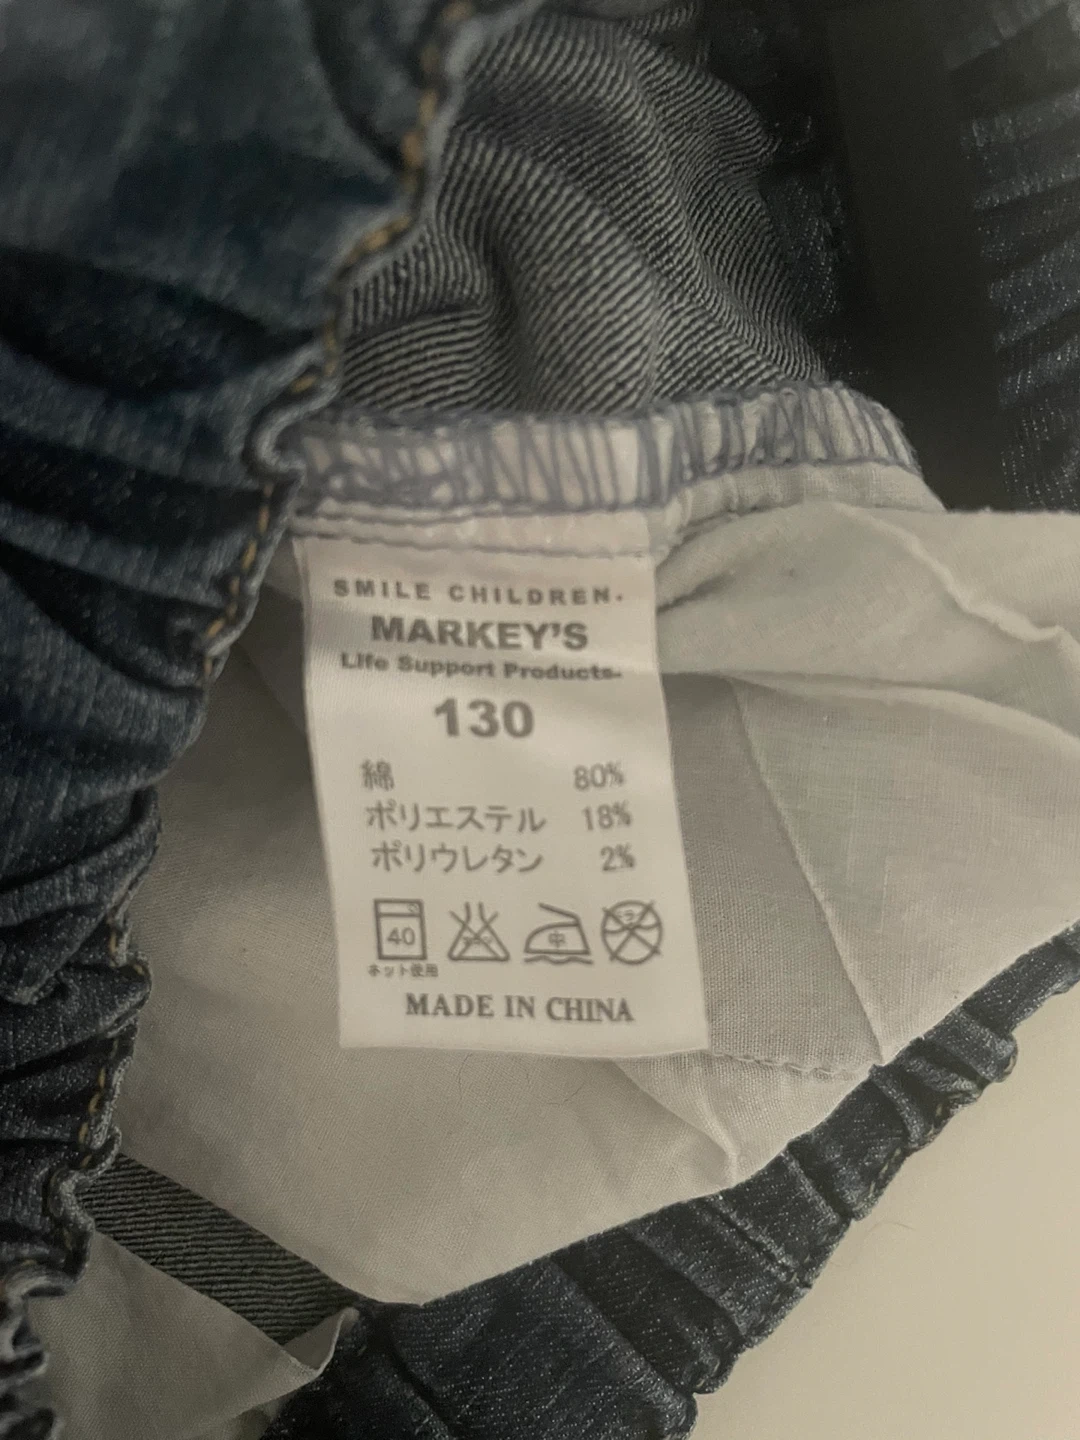 SMILE CHILDREN.
MARKEY'S
Life Support Products.
130
綿 80%
ポリエステル 18%
ポリウレタン 2%
40 中
ネット使用
MADE IN CHINA